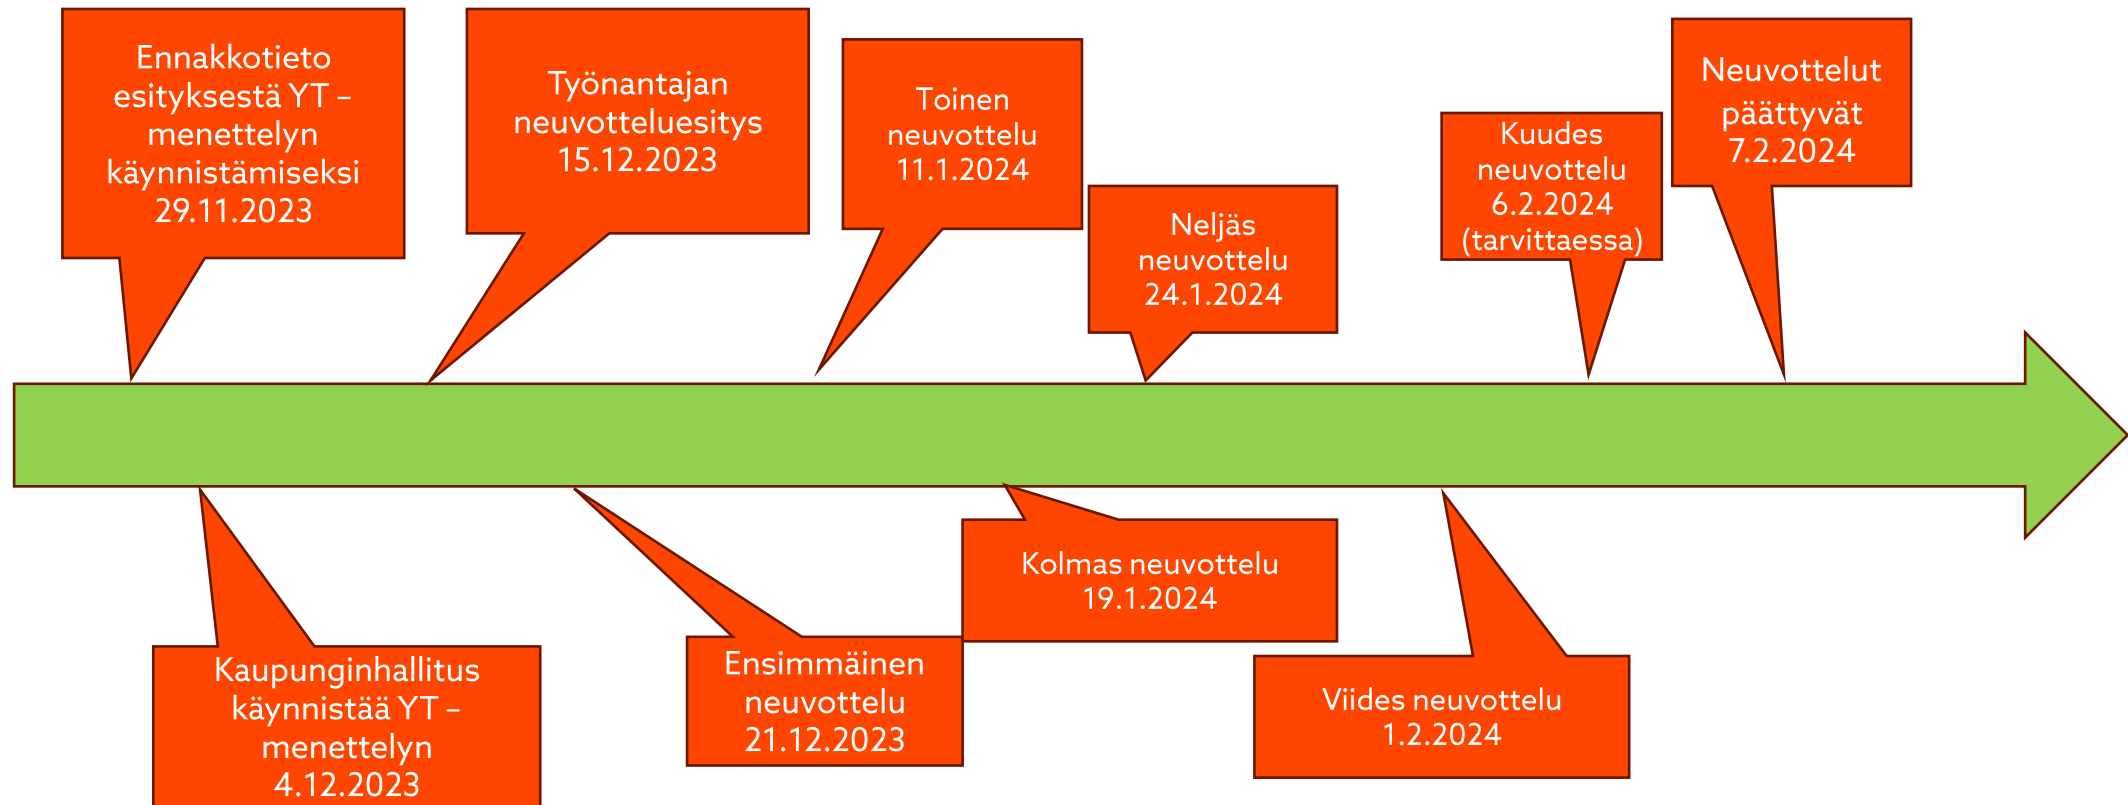 Ennakkotieto
esityksestä YT –
menettelyn
käynnistämiseksi
29.11.2023
Työnantajan
neuvotteluesitys
15.12.2023
Toinen
neuvottelu
11.1.2024
Neljäs
neuvottelu
24.1.2024
Kuudes
neuvottelu
6.2.2024
(tarvittaessa)
Neuvottelut
päättyvät
7.2.2024
Kaupunginhallitus
käynnistää YT –
menettelyn
4.12.2023
Ensimmäinen
neuvottelu
21.12.2023
Kolmas neuvottelu
19.1.2024
Viides neuvottelu
1.2.2024